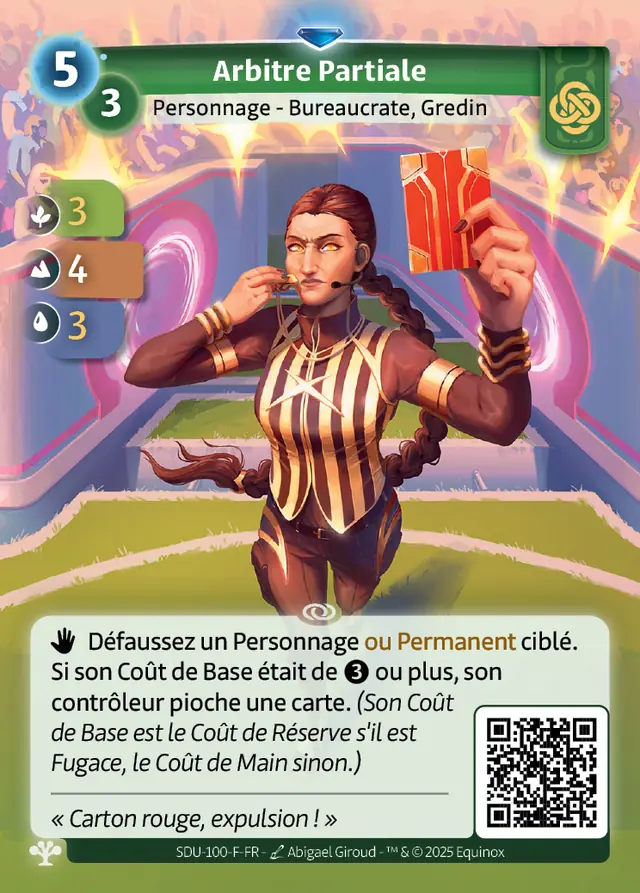 5
Arbitre Partiale
3
Personnage - Bureaucrate, Gredin
3
4
3
Défaussez un Personnage ou Permanent ciblé.
Si son Coût de Base était de 3 ou plus, son
contrôleur pioche une carte. (Son Coût
de Base est le Coût de Réserve s'il est
Fugace, le Coût de Main sinon.)
« Carton rouge, expulsion ! »
SDU-100-F-FR - Abigael Giroud - ™ & © 2025 Equinox